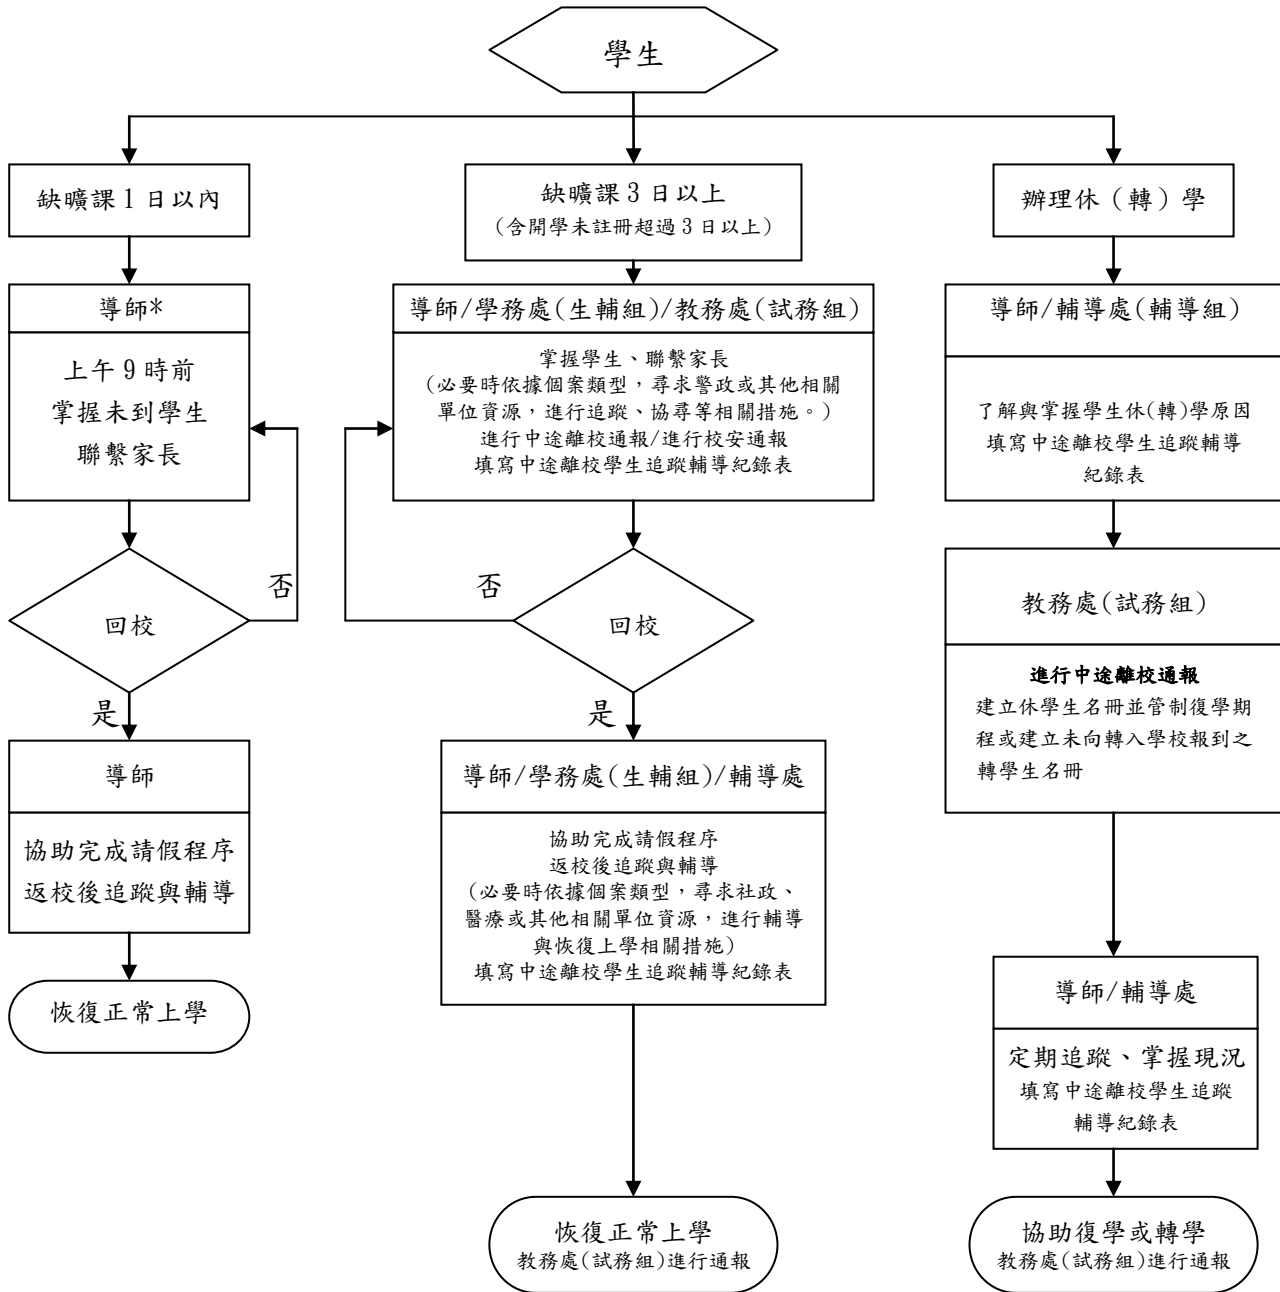 學生
缺曠課 1 日以內
導師*
上午 9 時前
掌握未到學生
聯繫家長
否
回校
是
導師
協助完成請假程序
返校後追蹤與輔導
恢復正常上學
缺曠課 3 日以上
(含開學未註冊超過 3 日以上)
導師/學務處(生輔組)/教務處(試務組)
掌握學生、聯繫家長
(必要時依據個案類型，尋求警政或其他相關
單位資源，進行追蹤、協尋等相關措施。)
進行中途離校通報/進行校安通報
填寫中途離校學生追蹤輔導紀錄表
否
回校
是
導師/學務處(生輔組)/輔導處
協助完成請假程序
返校後追蹤與輔導
(必要時依據個案類型，尋求社政、
醫療或其他相關單位資源，進行輔導
與恢復上學相關措施)
填寫中途離校學生追蹤輔導紀錄表
恢復正常上學
教務處(試務組)進行通報
辦理休（轉）學
導師/輔導處(輔導組)
了解與掌握學生休(轉)學原因
填寫中途離校學生追蹤輔導
紀錄表
教務處(試務組)
進行中途離校通報
建立休學生名冊並管制復學期
程或建立未向轉入學校報到之
轉學生名冊
導師/輔導處
定期追蹤、掌握現況
填寫中途離校學生追蹤
輔導紀錄表
協助復學或轉學
教務處(試務組)進行通報